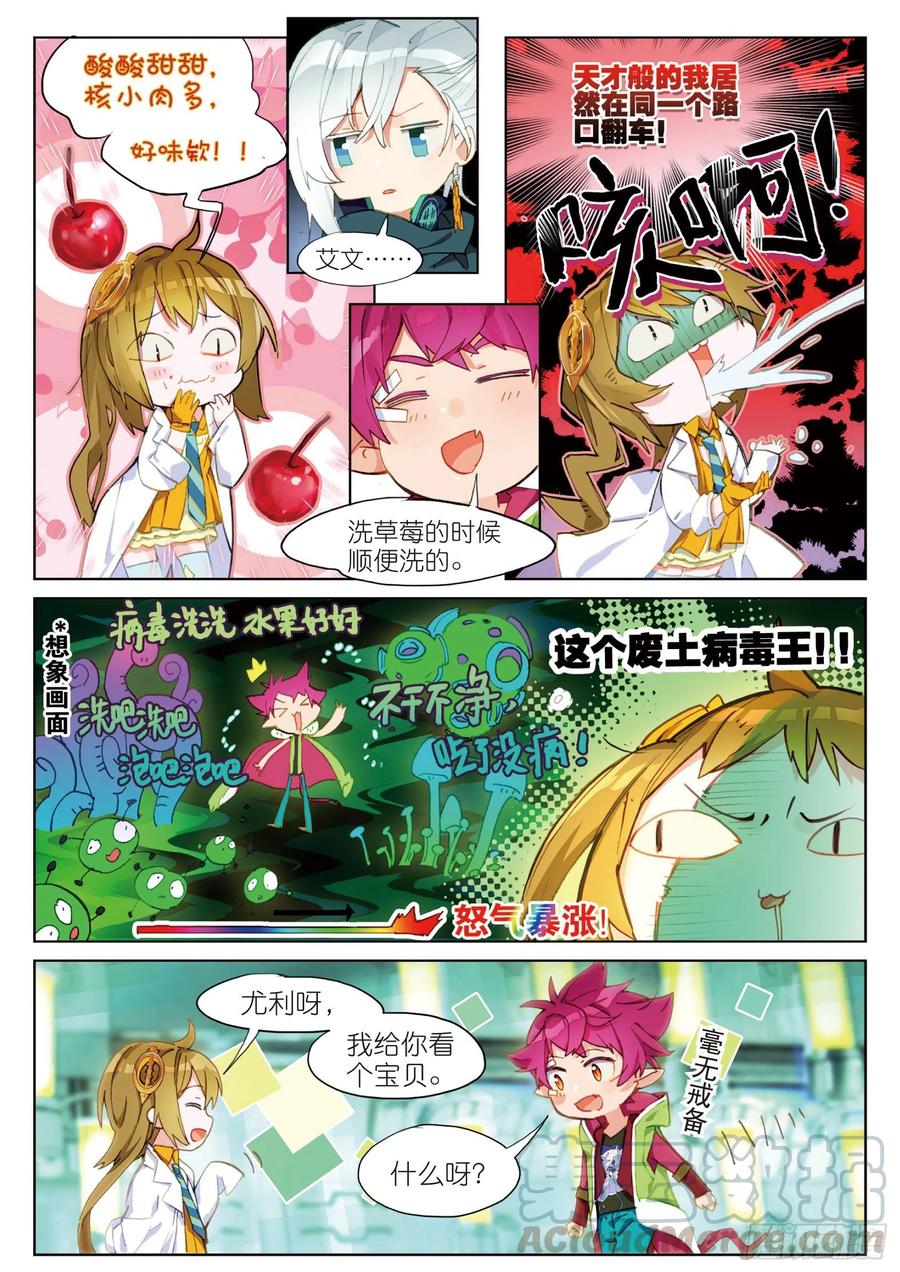 酸酸甜甜，
核小肉多，
好味欸！！
艾文……
洗草莓的时候
顺便洗的。
天才般的我居
然在同一个路
口翻车！
咳啊！
*想象画面
病毒洗洗 水果好好
洗吧洗吧
泡吧泡吧
不干不净，
吃了没病！
怒气暴涨！
这个废土病毒王！！
尤利呀，
我给你看
个宝贝。
什么呀？
毫无戒备
AcloudMerge.com